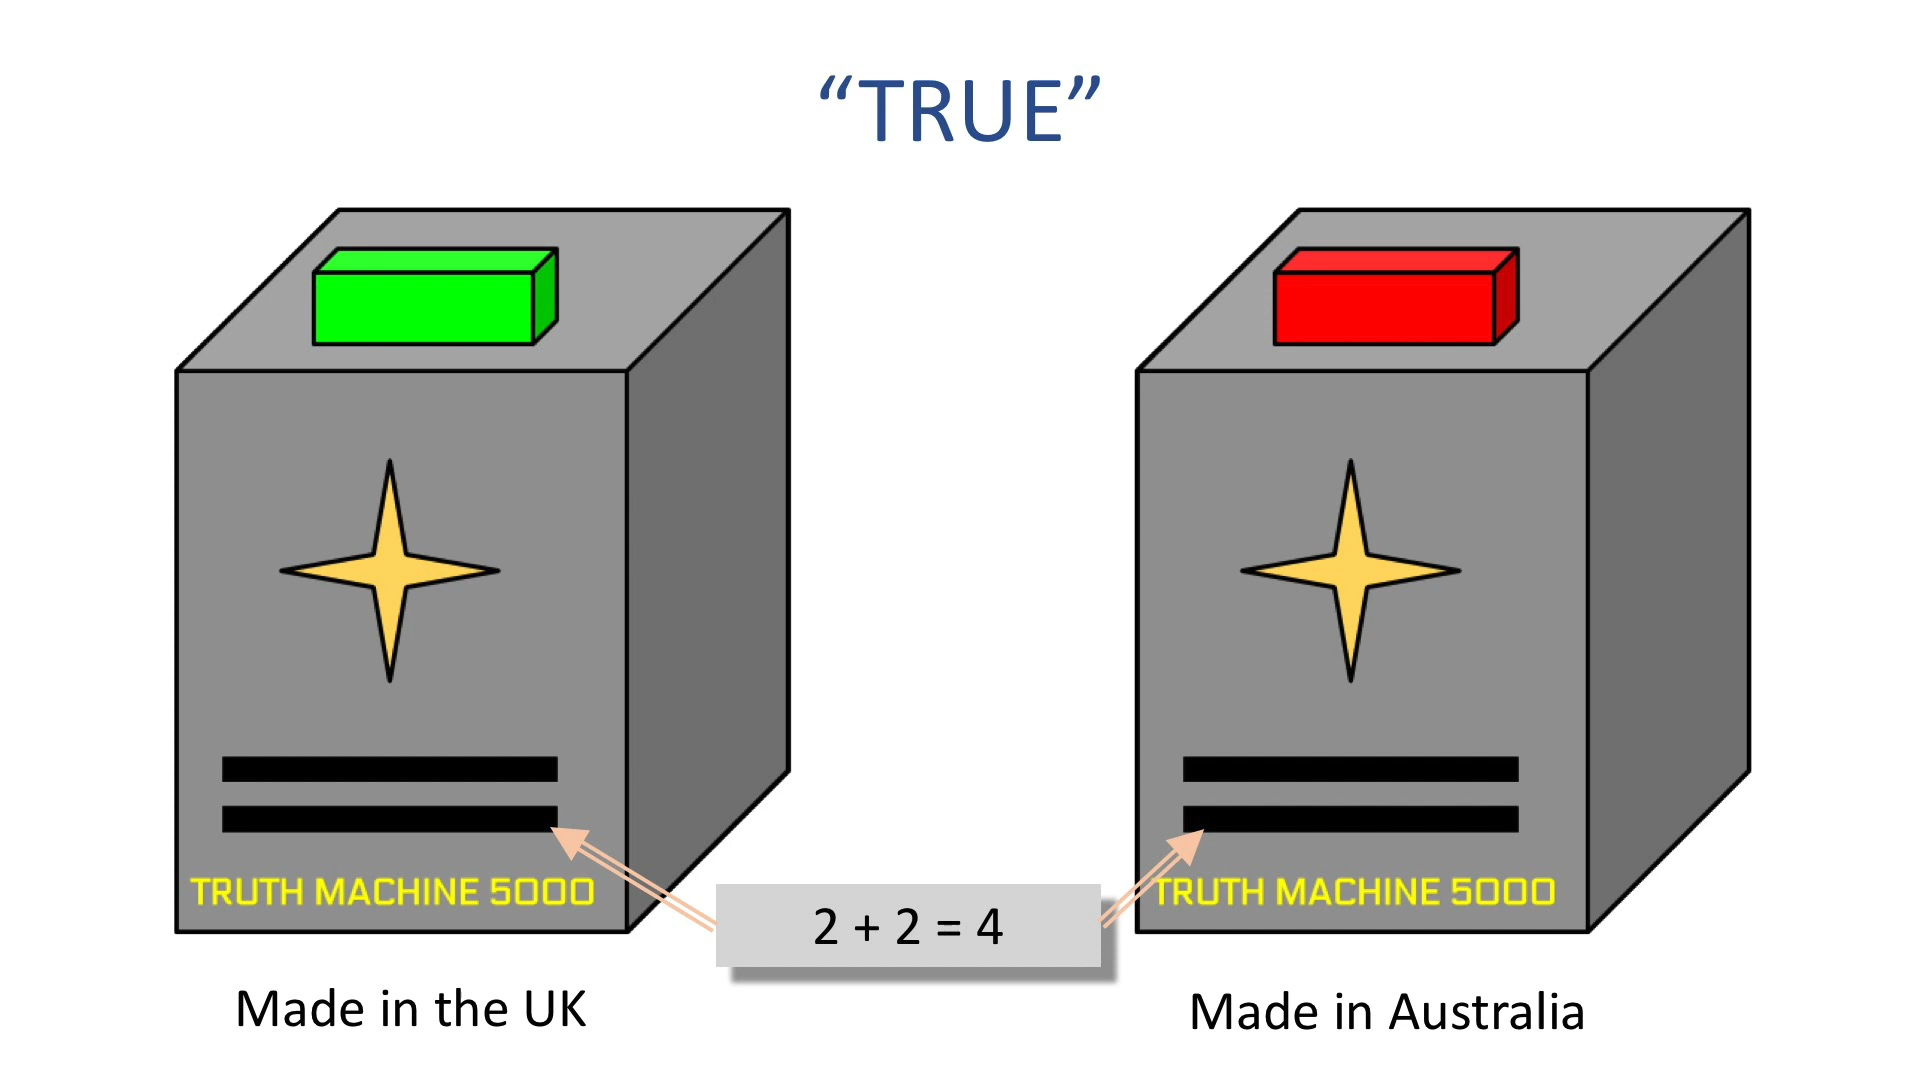 “TRUE”
TRUTH MACHINE 5000
TRUTH MACHINE 5000
2 + 2 = 4
Made in the UK
Made in Australia